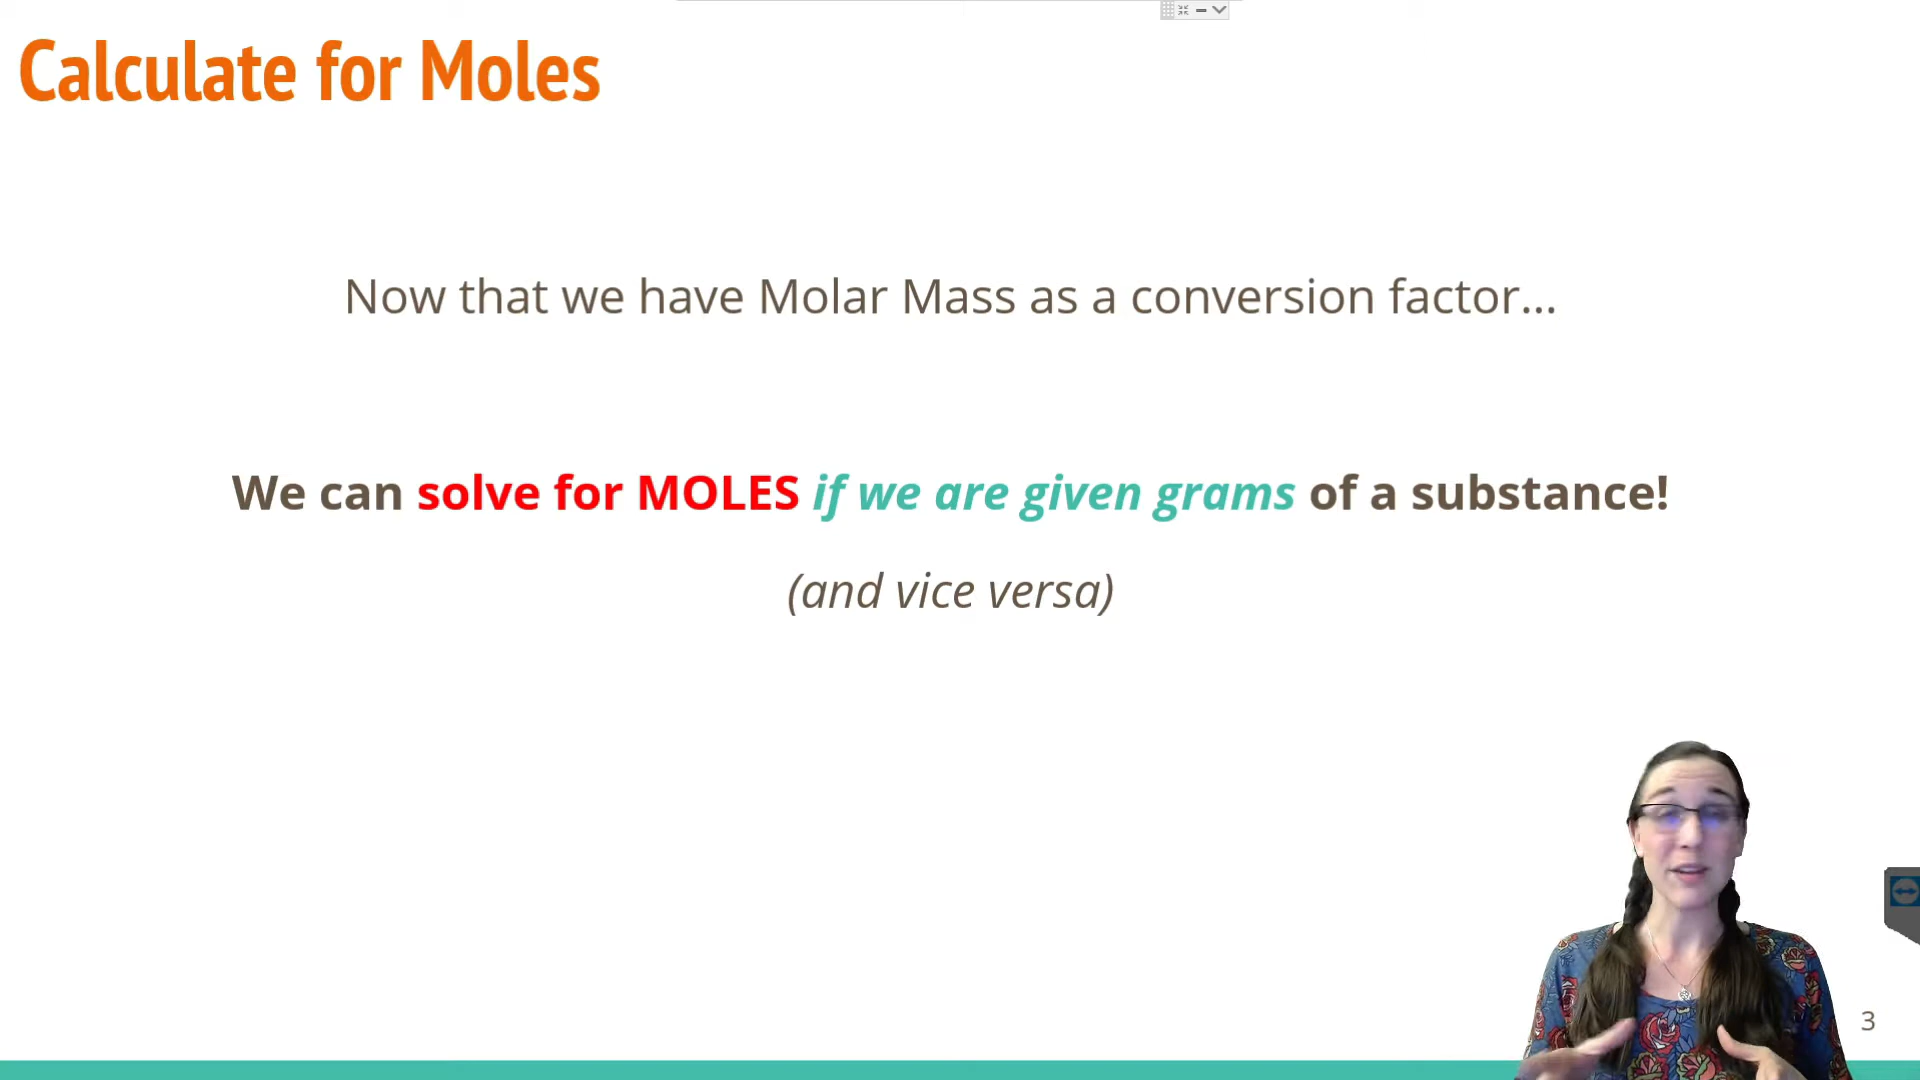 Calculate for Moles
Now that we have Molar Mass as a conversion factor...
We can solve for MOLES if we are given grams of a substance!
(and vice versa)
3